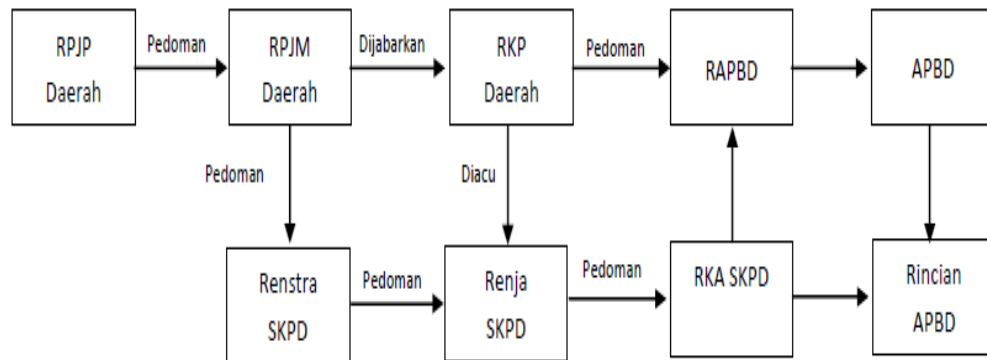 RPJP
Daerah
Pedoman
RPJM
Daerah
Dijabarkan
RKP
Daerah
Pedoman
RAPBD
APBD
Pedoman
Diacu
Renstra
SKPD
Pedoman
Renja
SKPD
Pedoman
RKA SKPD
Rincian
APBD